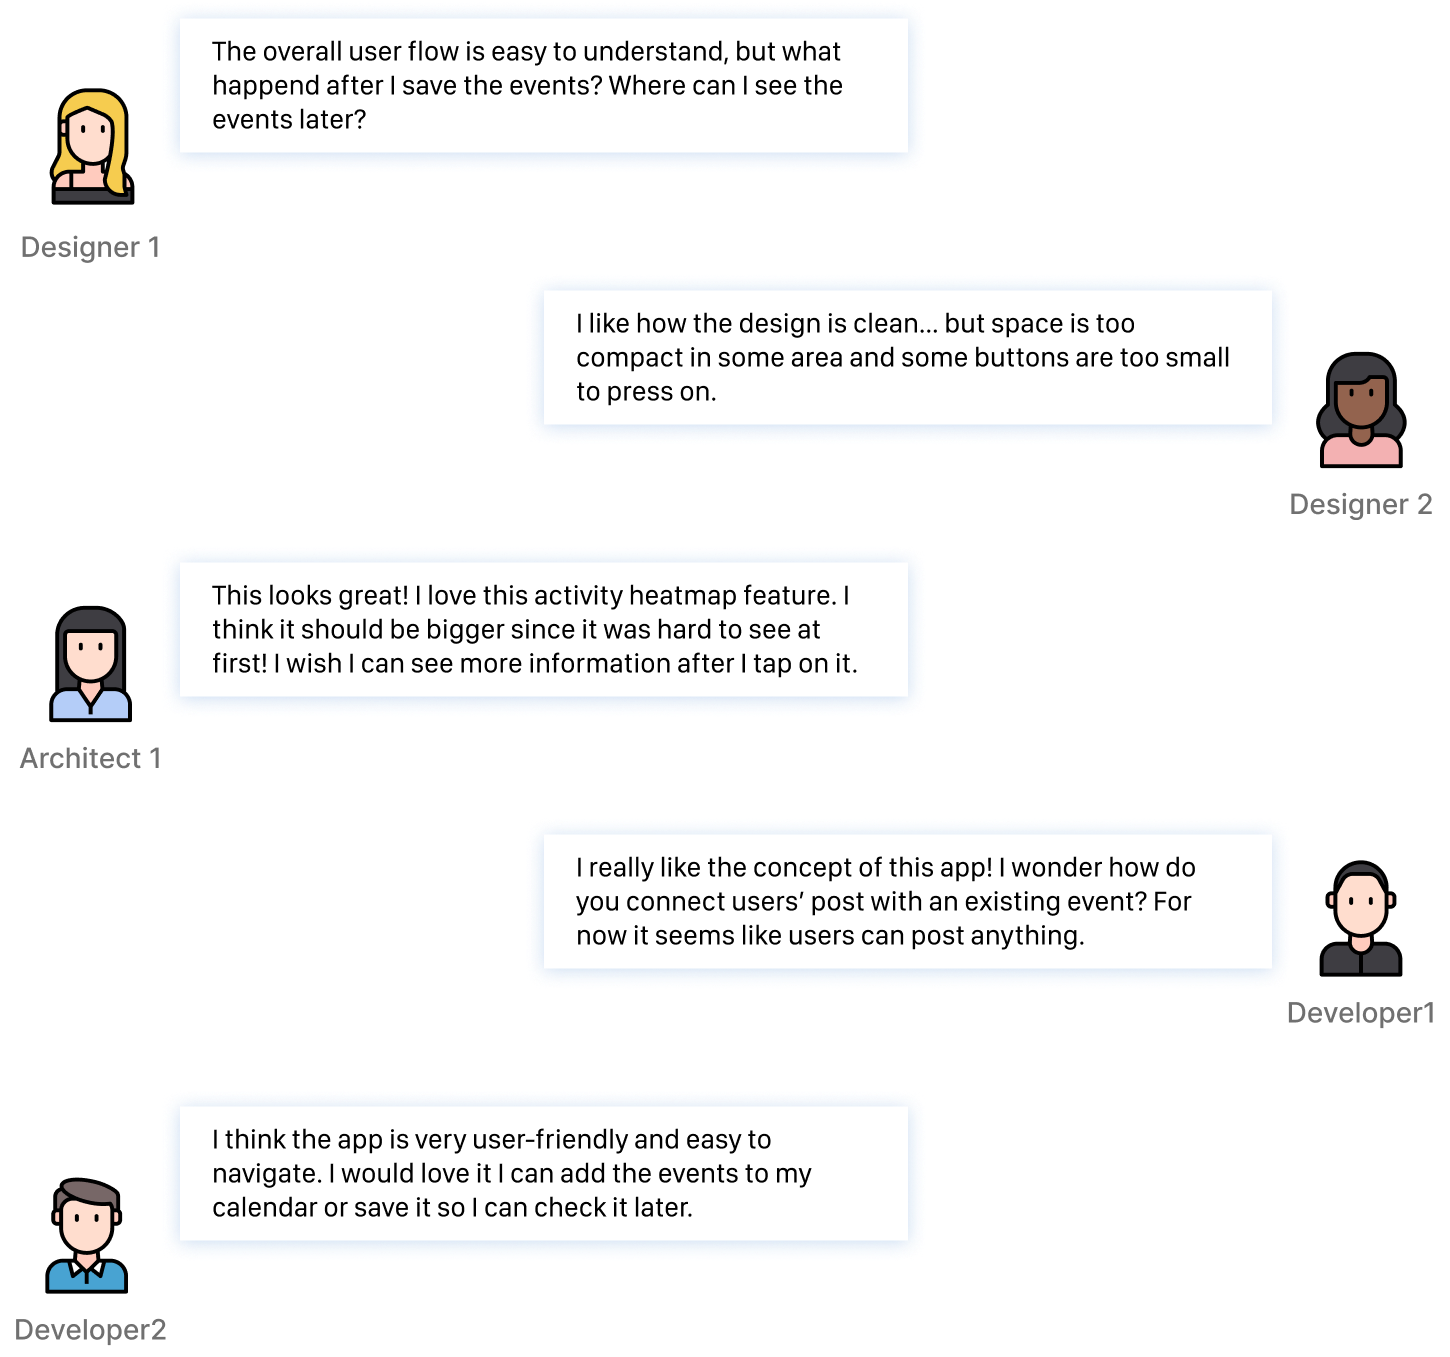 The overall user flow is easy to understand, but what
happend after I save the events? Where can I see the
events later?
Designer 1
I like how the design is clean... but space is too
compact in some area and some buttons are too small
to press on.
Designer 2
This looks great! I love this activity heatmap feature. I
think it should be bigger since it was hard to see at
first! I wish I can see more information after I tap on it.
Architect 1
I really like the concept of this app! I wonder how do
you connect users’ post with an existing event? For
now it seems like users can post anything.
Developer1
I think the app is very user-friendly and easy to
navigate. I would love it I can add the events to my
calendar or save it so I can check it later.
Developer2